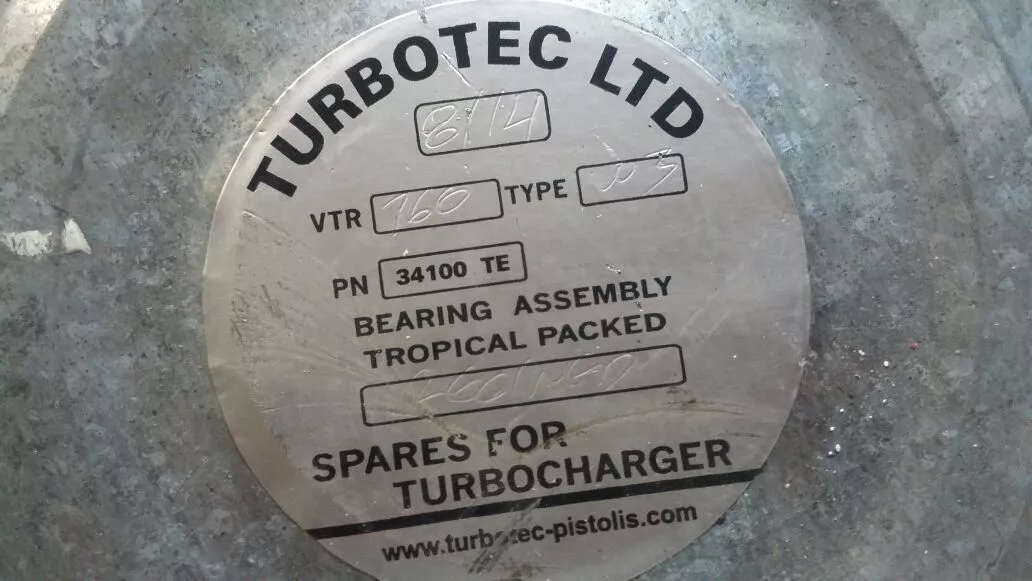 TURBOTEC LTD
8/14
VTR 160 TYPE N3
PN 34100 TE
BEARING ASSEMBLY
TROPICAL PACKED
SPARES FOR
TURBOCHARGER
www.turbotec-pistolis.com